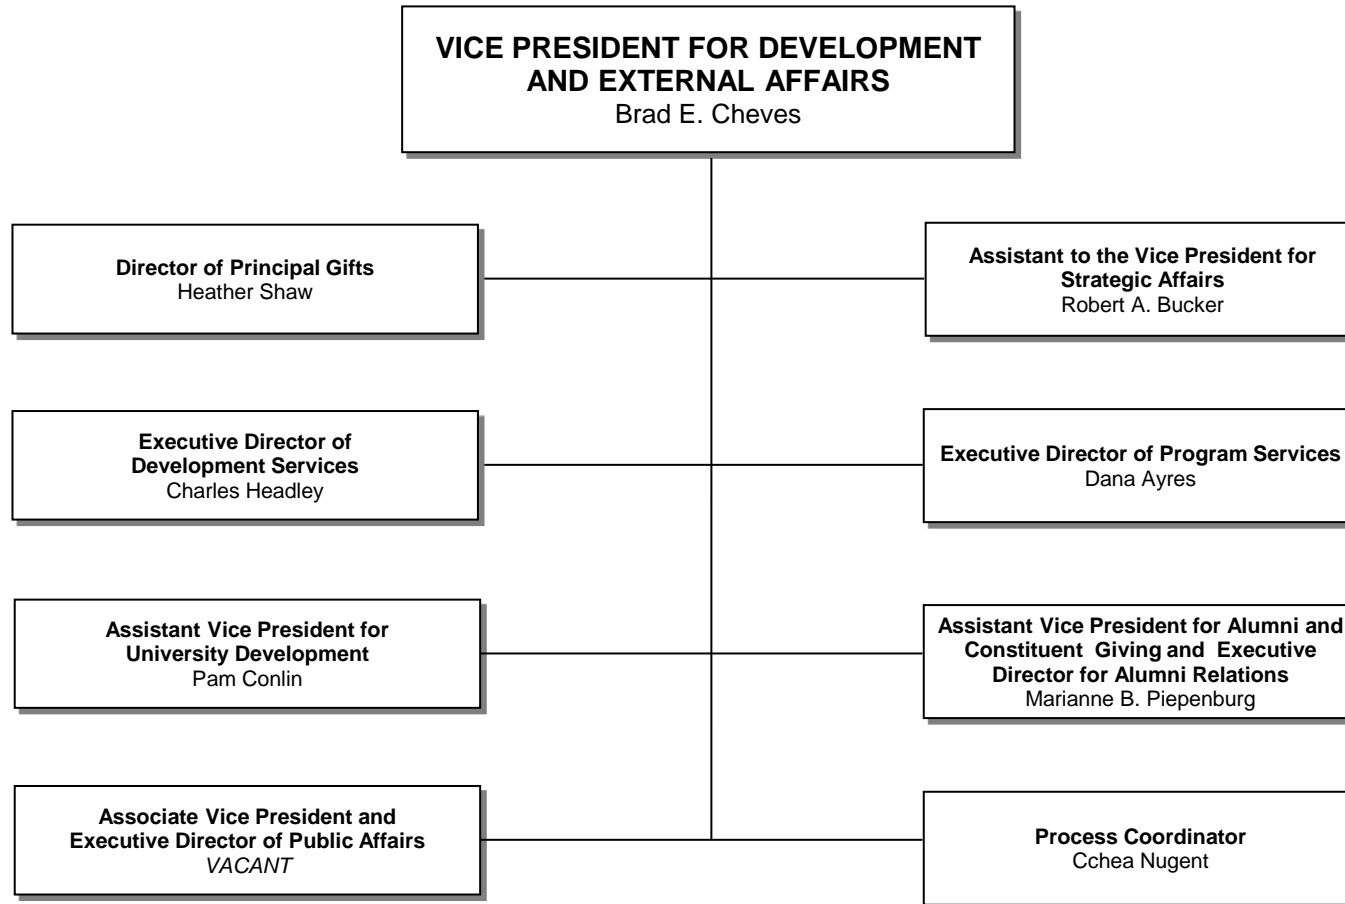 VICE PRESIDENT FOR DEVELOPMENT
AND EXTERNAL AFFAIRS
Brad E. Cheves
Director of Principal Gifts
Heather Shaw
Assistant to the Vice President for
Strategic Affairs
Robert A. Bucker
Executive Director of
Development Services
Charles Headley
Executive Director of Program Services
Dana Ayres
Assistant Vice President for
University Development
Pam Conlin
Assistant Vice President for Alumni and
Constituent Giving and Executive
Director for Alumni Relations
Marianne B. Piepenburg
Associate Vice President and
Executive Director of Public Affairs
VACANT
Process Coordinator
Cchea Nugent